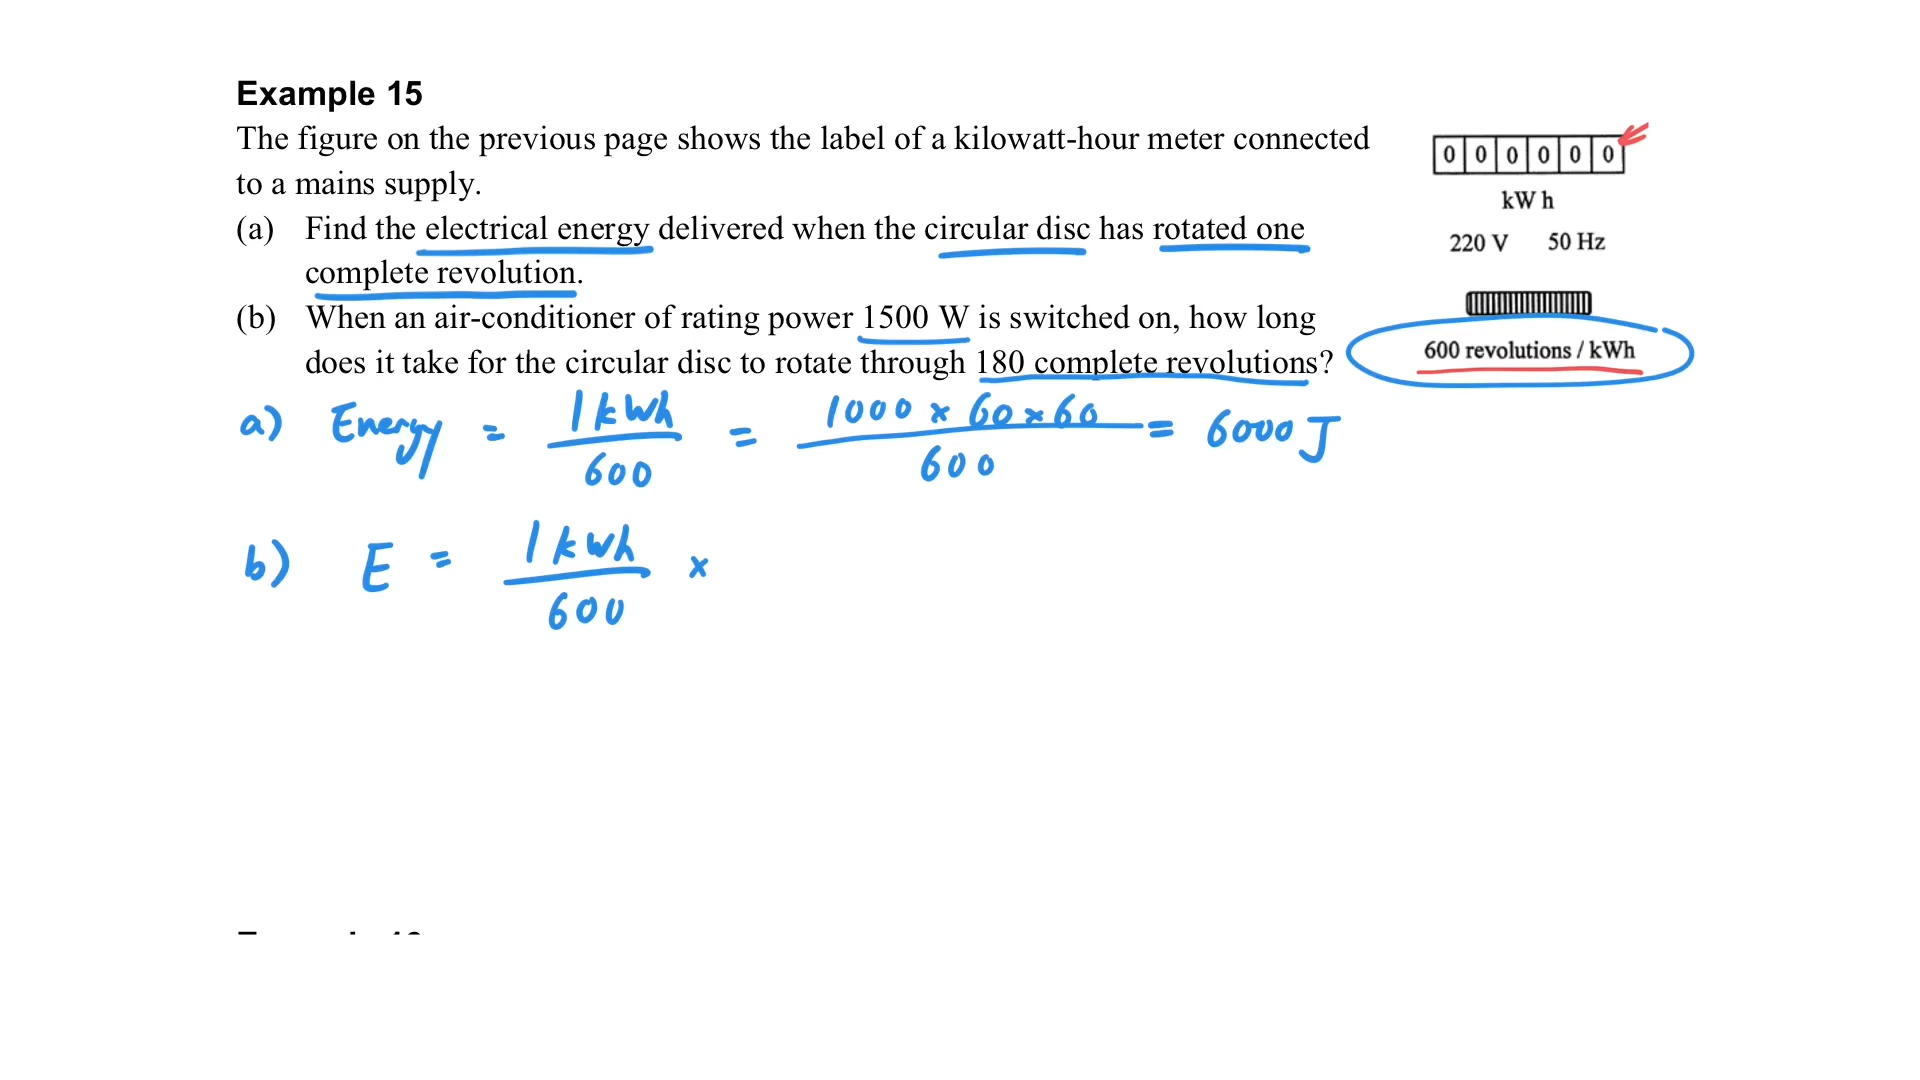 Example 15
The figure on the previous page shows the label of a kilowatt-hour meter connected
to a mains supply.
(a) Find the electrical energy delivered when the circular disc has rotated one
complete revolution.
(b) When an air-conditioner of rating power 1500 W is switched on, how long
does it take for the circular disc to rotate through 180 complete revolutions?
0 0 0 0 0 0
kW h
220 V 50 Hz
600 revolutions / kWh
a) Energy = 1 kWh / 600 = 1000 × 60 × 60 / 600 = 6000 J
b) E = 1 kWh / 600 ×